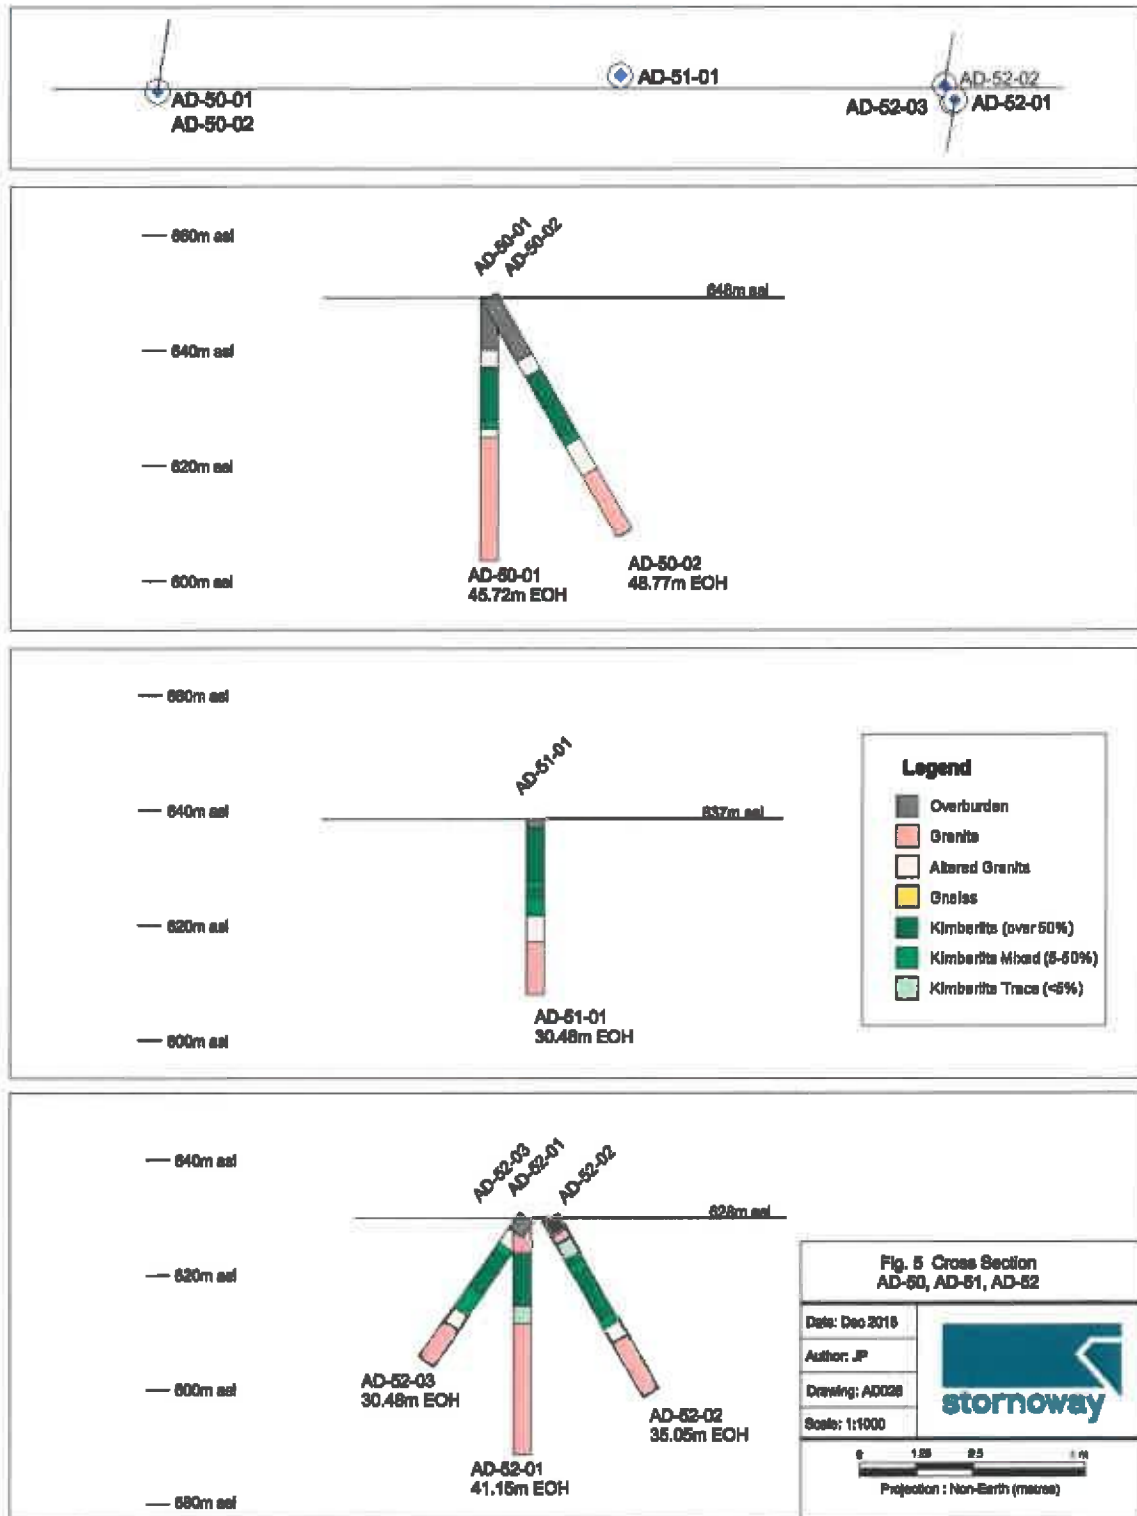 AD-50-01
AD-50-02
AD-51-01
AD-52-02
AD-52-03
AD-52-01
660m asl
640m asl
620m asl
600m asl
AD-50-01
AD-50-02
648m asl
AD-50-01
45.72m EOH
AD-50-02
48.77m EOH
660m asl
640m asl
620m asl
600m asl
AD-51-01
637m asl
AD-51-01
30.48m EOH
Legend
Overburden
Granite
Altered Granite
Gneiss
Kimberlite (over 50%)
Kimberlite Mixed (5-50%)
Kimberlite Trace (<5%)
640m asl
620m asl
600m asl
580m asl
AD-52-03
AD-52-01
AD-52-02
628m asl
AD-52-03
30.48m EOH
AD-52-01
41.15m EOH
AD-52-02
35.05m EOH
Fig. 5 Cross Section
AD-50, AD-51, AD-52
Author: JP
Scale: 1:1000
stornoway
0
Projection : Non-Earth (metres)